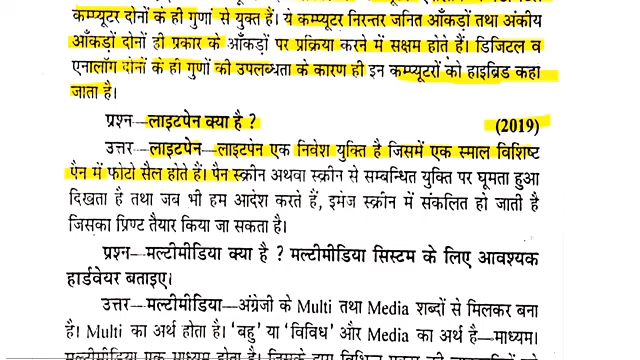 कम्प्यूटर दोनों के ही गुणों से युक्त है। ये कम्प्यूटर निरन्तर जनित आँकड़ों तथा अंकीय
आँकड़ों दोनों ही प्रकार के आँकड़ों पर प्रक्रिया करने में सक्षम होते हैं। डिजिटल व
एनालॉग दोनों के ही गुणों की उपलब्धता के कारण ही इन कम्प्यूटरों को हाइब्रिड कहा
जाता है।
प्रश्न—लाइटपेन क्या है ? (2019)
उत्तर—लाइटपेन—लाइटपेन एक निवेश युक्ति है जिसमें एक स्माल विशिष्ट
पैन में फोटो सैल होते हैं। पैन स्क्रीन अथवा स्क्रीन से सम्बन्धित युक्ति पर घूमता हुआ
दिखता है तथा जब भी हम आदेश करते हैं, इमेज स्क्रीन में संकलित हो जाती है
जिसका प्रिण्ट तैयार किया जा सकता है।
प्रश्न—मल्टीमीडिया क्या है ? मल्टीमीडिया सिस्टम के लिए आवश्यक
हार्डवेयर बताइए।
उत्तर—मल्टीमीडिया—अंग्रेजी के Multi तथा Media शब्दों से मिलकर बना
है। Multi का अर्थ होता है। 'बहु' या 'विविध' और Media का अर्थ है—माध्यम।
मल्टीमीडिया एक माध्यम होता है। जिसके द्वारा विभिन्न